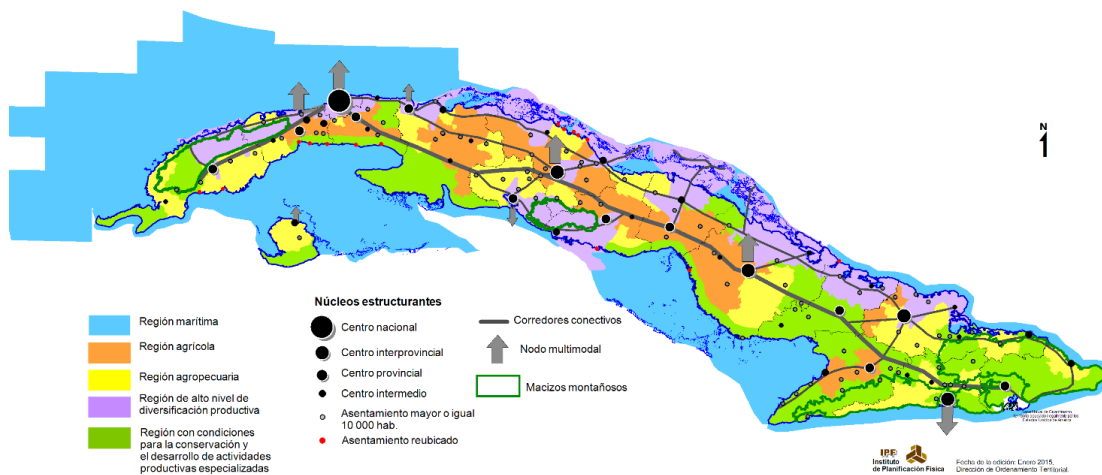 N
Región marítima
Región agrícola
Región agropecuaria
Región de alto nivel de
diversificación productiva
Región con condiciones
para la conservación y
el desarrollo de actividades
productivas especializadas
Núcleos estructurantes
Centro nacional
Centro interprovincial
Centro provincial
Centro intermedio
Asentamiento mayor o igual
10 000 hab.
Asentamiento reubicado
Corredores conectivos
Nodo multimodal
Macizos montañosos
IPF
Instituto
de Planificación Física
Fecha de la edición: Enero 2015,
Dirección de Ordenamiento Territorial.